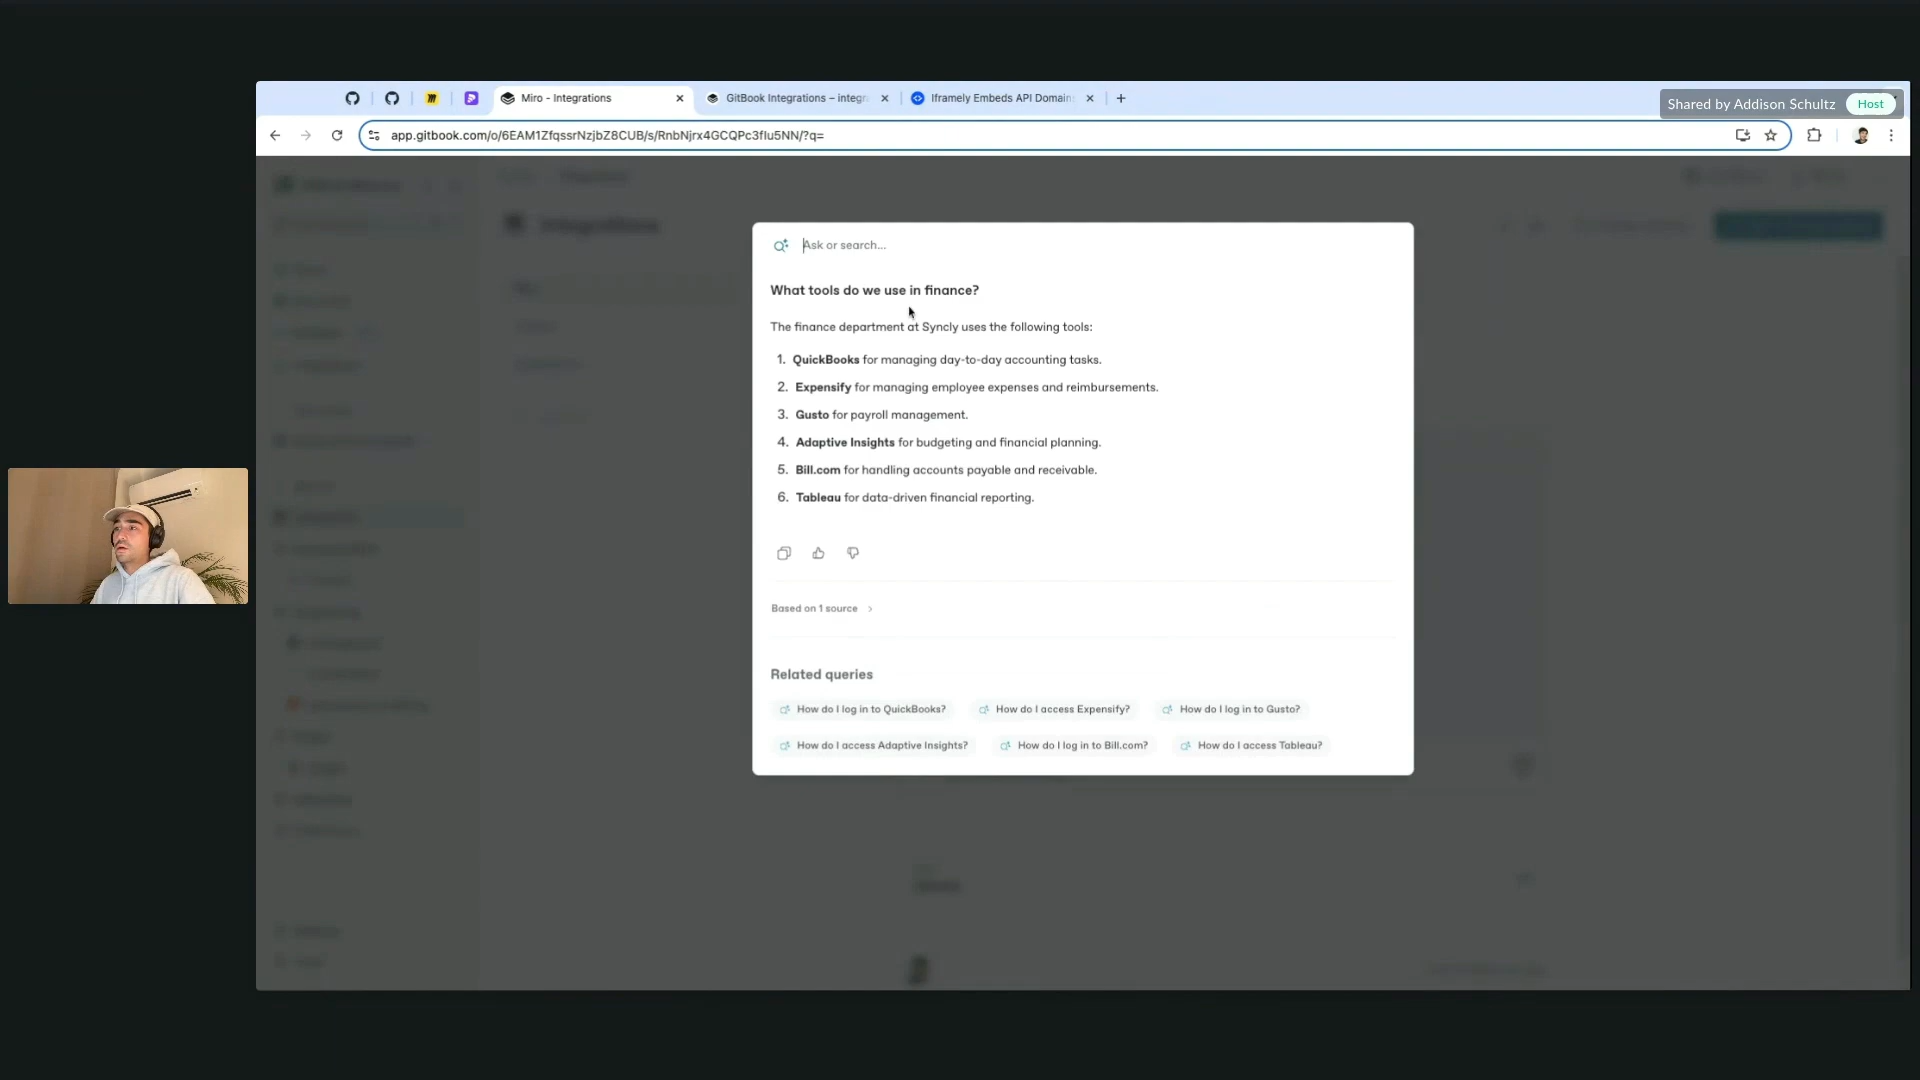 Miro - Integrations
GitBook Integrations – integr
Iframely Embeds API Domain
Shared by Addison Schultz
Host
app.gitbook.com/o/6EAM1ZfqssrNzjbZ8CUB/s/RnbNjrx4GCQPc3fIu5NN/?q=
Integrations
Ask or search...
What tools do we use in finance?
The finance department at Syncly uses the following tools:
1. QuickBooks for managing day-to-day accounting tasks.
2. Expensify for managing employee expenses and reimbursements.
3. Gusto for payroll management.
4. Adaptive Insights for budgeting and financial planning.
5. Bill.com for handling accounts payable and receivable.
6. Tableau for data-driven financial reporting.
Based on 1 source
Related queries
How do I log in to QuickBooks?
How do I access Expensify?
How do I log in to Gusto?
How do I access Adaptive Insights?
How do I log in to Bill.com?
How do I access Tableau?